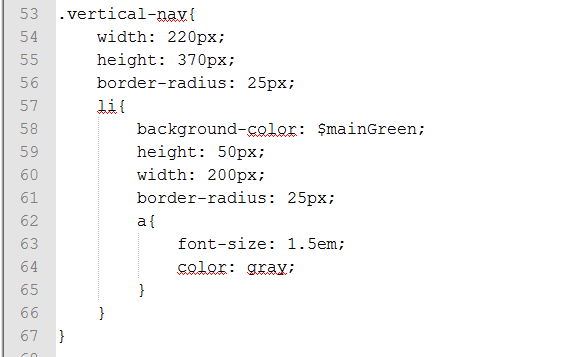 53 .vertical-nav{
54 width: 220px;
55 height: 370px;
56 border-radius: 25px;
57 li{
58 background-color: $mainGreen;
59 height: 50px;
60 width: 200px;
61 border-radius: 25px;
62 a{
63 font-size: 1.5em;
64 color: gray;
65 }
66 }
67 }